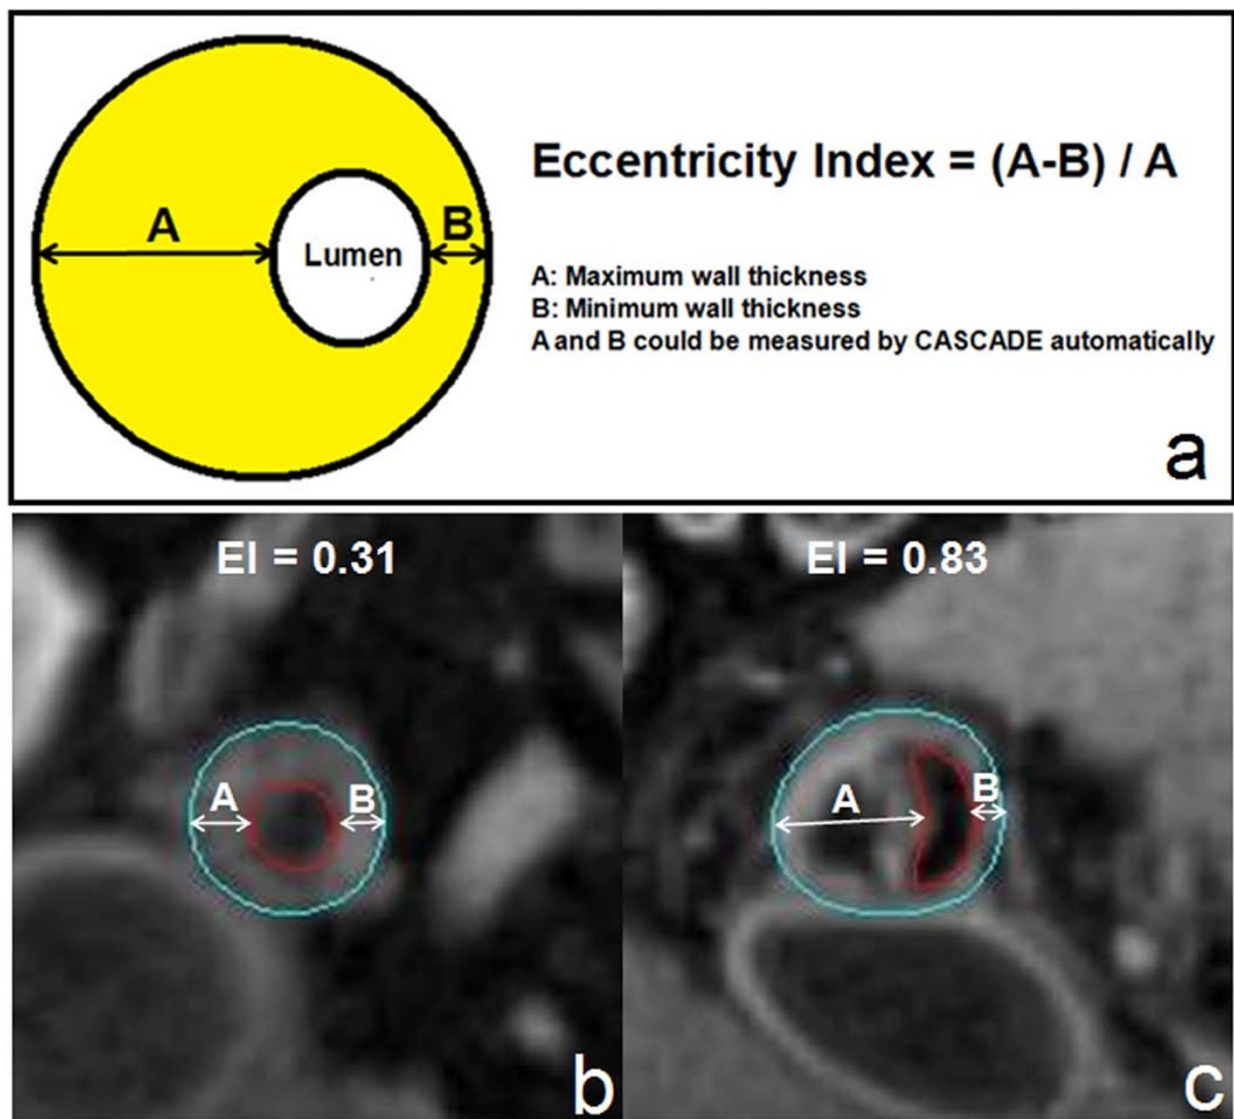 A
Lumen
B
Eccentricity Index = (A-B) / A
A: Maximum wall thickness
B: Minimum wall thickness
A and B could be measured by CASCADE automatically
a
EI = 0.31
A
B
b
EI = 0.83
A
B
c